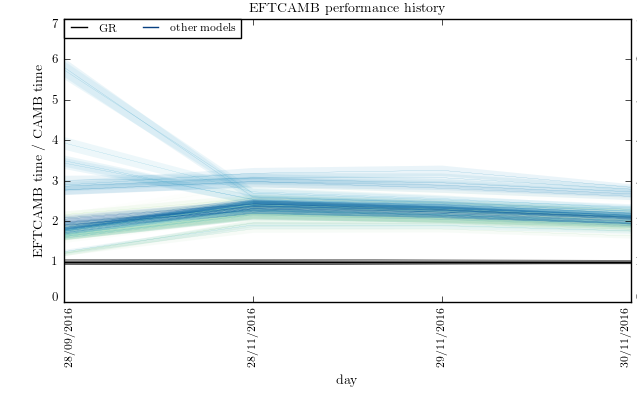 EFTCAMB performance history
GR
other models
EFTCAMB time / CAMB time
7
6
5
4
3
2
1
0
28/09/2016
28/11/2016
29/11/2016
30/11/2016
day